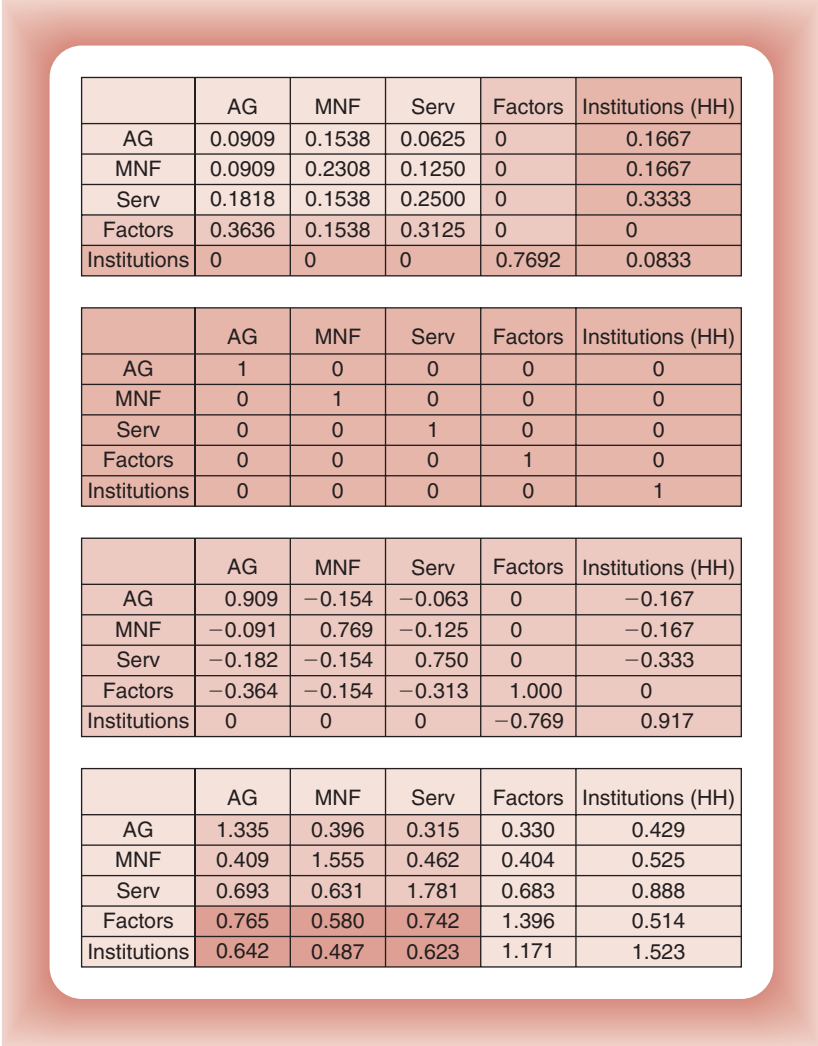 AG MNF Serv Factors Institutions (HH)
AG 0.0909 0.1538 0.0625 0 0.1667
MNF 0.0909 0.2308 0.1250 0 0.1667
Serv 0.1818 0.1538 0.2500 0 0.3333
Factors 0.3636 0.1538 0.3125 0 0
Institutions 0 0 0 0.7692 0.0833
AG MNF Serv Factors Institutions (HH)
AG 1 0 0 0 0
MNF 0 1 0 0 0
Serv 0 0 1 0 0
Factors 0 0 0 1 0
Institutions 0 0 0 0 1
AG MNF Serv Factors Institutions (HH)
AG 0.909 −0.154 −0.063 0 −0.167
MNF −0.091 0.769 −0.125 0 −0.167
Serv −0.182 −0.154 0.750 0 −0.333
Factors −0.364 −0.154 −0.313 1.000 0
Institutions 0 0 0 −0.769 0.917
AG MNF Serv Factors Institutions (HH)
AG 1.335 0.396 0.315 0.330 0.429
MNF 0.409 1.555 0.462 0.404 0.525
Serv 0.693 0.631 1.781 0.683 0.888
Factors 0.765 0.580 0.742 1.396 0.514
Institutions 0.642 0.487 0.623 1.171 1.523